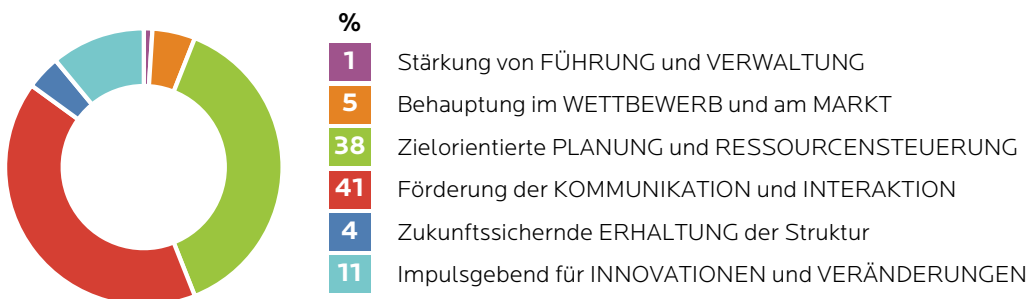 %
1 Stärkung von FÜHRUNG und VERWALTUNG
5 Behauptung im WETTBEWERB und am MARKT
38 Zielorientierte PLANUNG und RESSOURCENSTEUERUNG
41 Förderung der KOMMUNIKATION und INTERAKTION
4 Zukunftssichernde ERHALTUNG der Struktur
11 Impulsgebend für INNOVATIONEN und VERÄNDERUNGEN